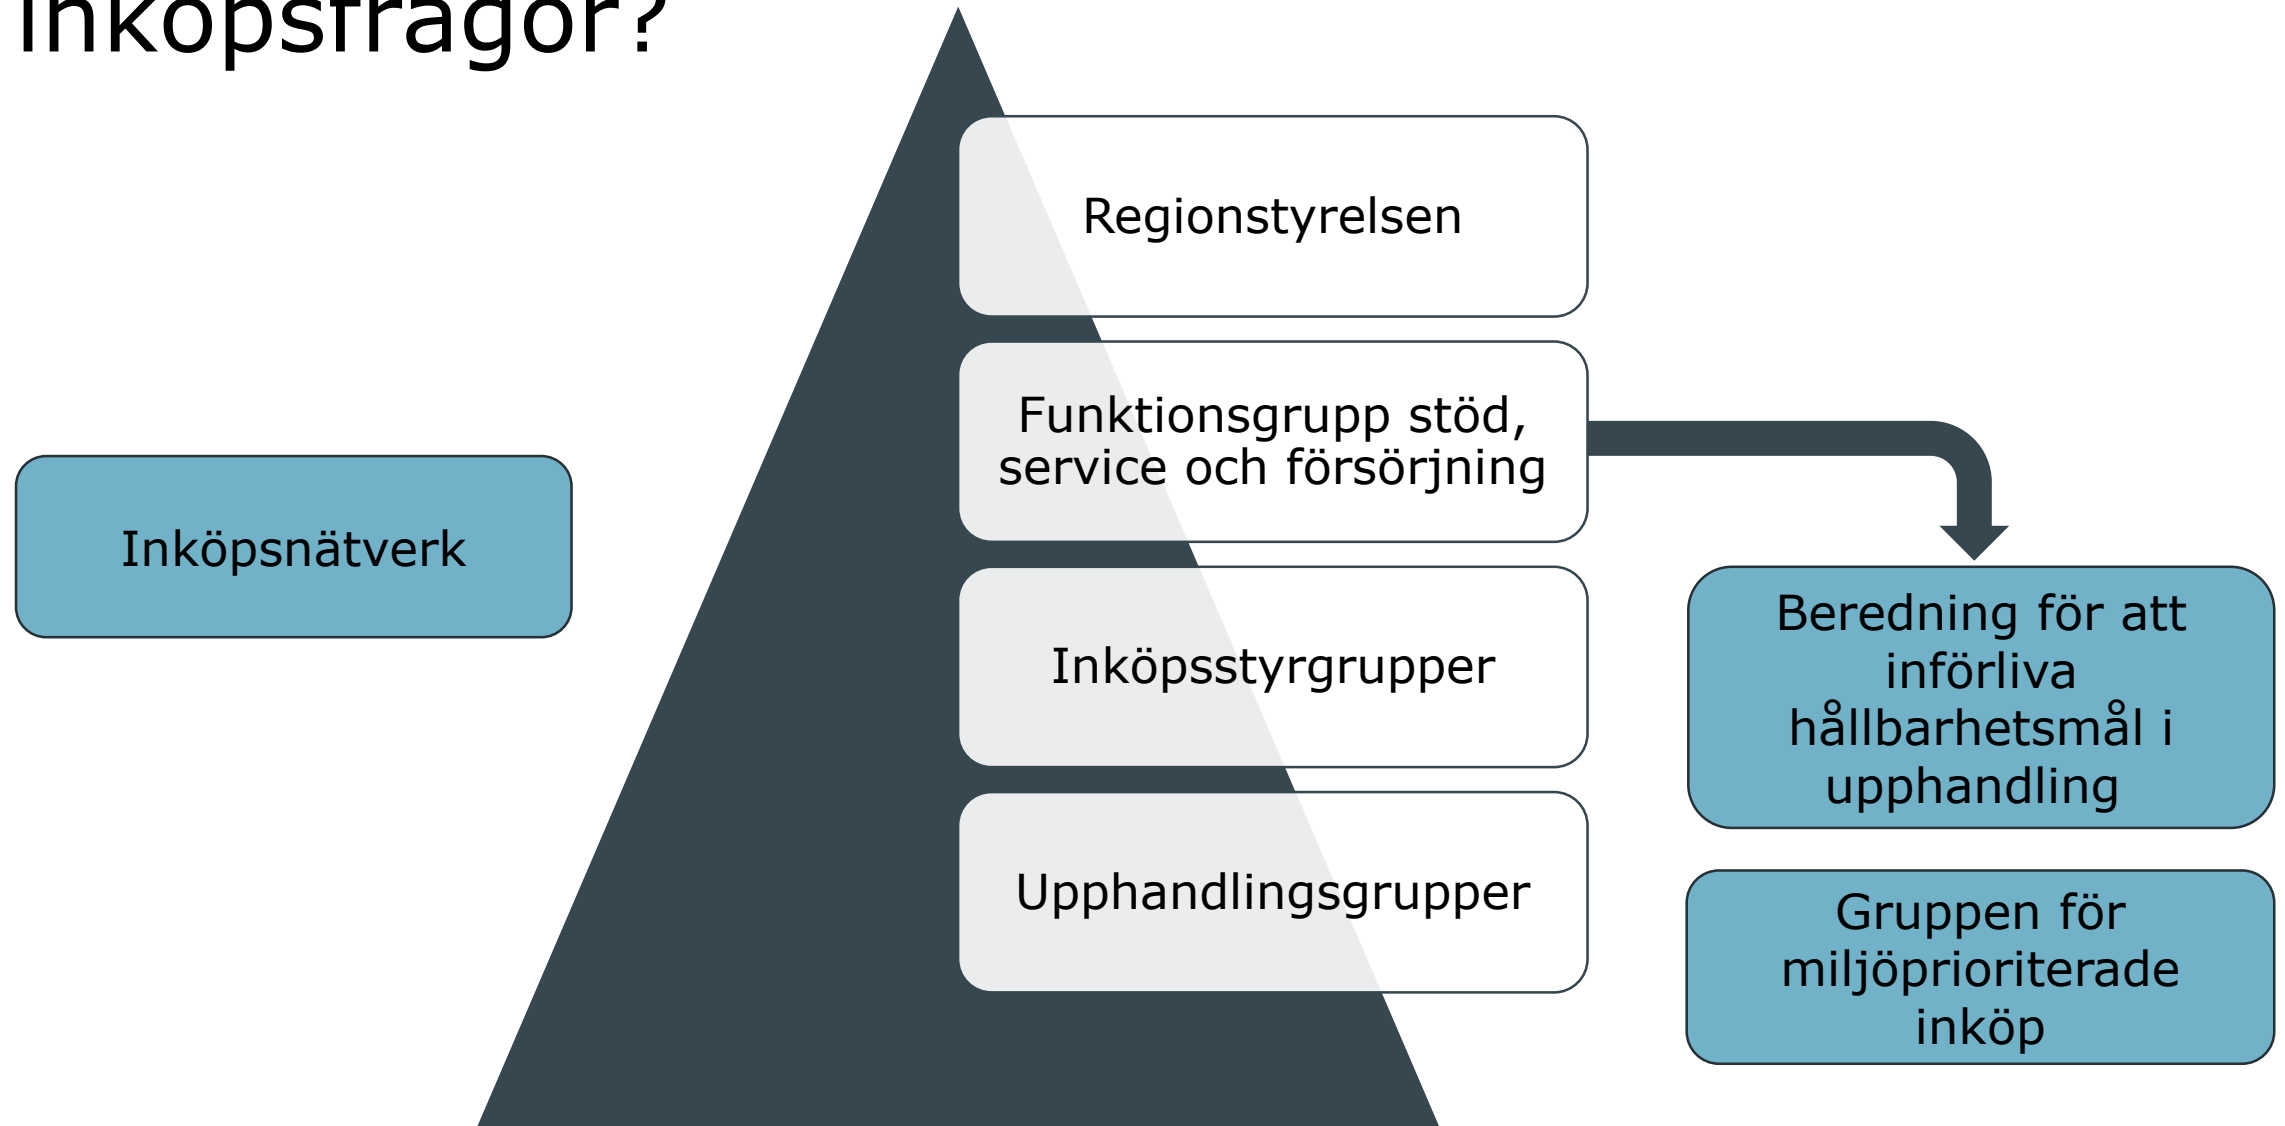 inköpsfrågor?
Regionstyrelsen
Funktionsgrupp stöd,
service och försörjning
Inköpsnätverk
Inköpsstyrgrupper
Upphandlingsgrupper
Beredning för att
införliva
hållbarhetsmål i
upphandling
Gruppen för
miljöprioriterade
inköp